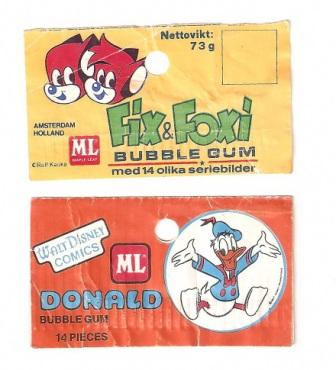 Nettovikt:
73 g
AMSTERDAM
HOLLAND
Fix & Foxi
ML
MAPLE LEAF
BUBBLE GUM
© Rolf Kauka
med 14 olika seriebilder
WALT DISNEY
COMICS
ML
DONALD
BUBBLE GUM
14 PIECES